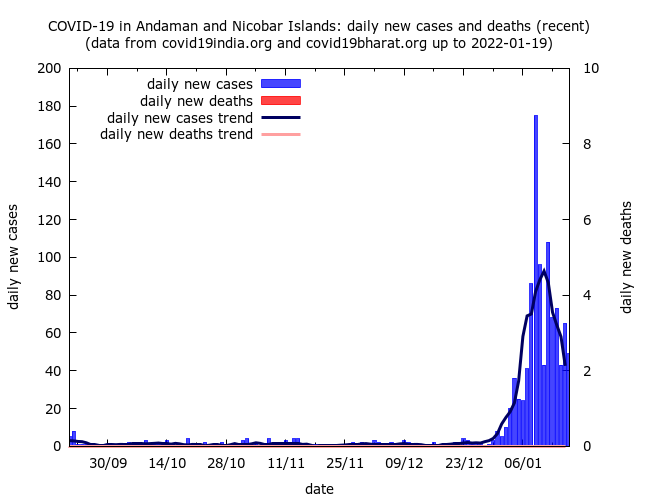 COVID-19 in Andaman and Nicobar Islands: daily new cases and deaths (recent)
(data from covid19india.org and covid19bharat.org up to 2022-01-19)
daily new cases
daily new deaths
daily new cases trend
daily new deaths trend
200
180
160
140
120
100
80
60
40
20
0
10
8
6
4
2
0
daily new cases
daily new deaths
30/09 14/10 28/10 11/11 25/11 09/12 23/12 06/01
date